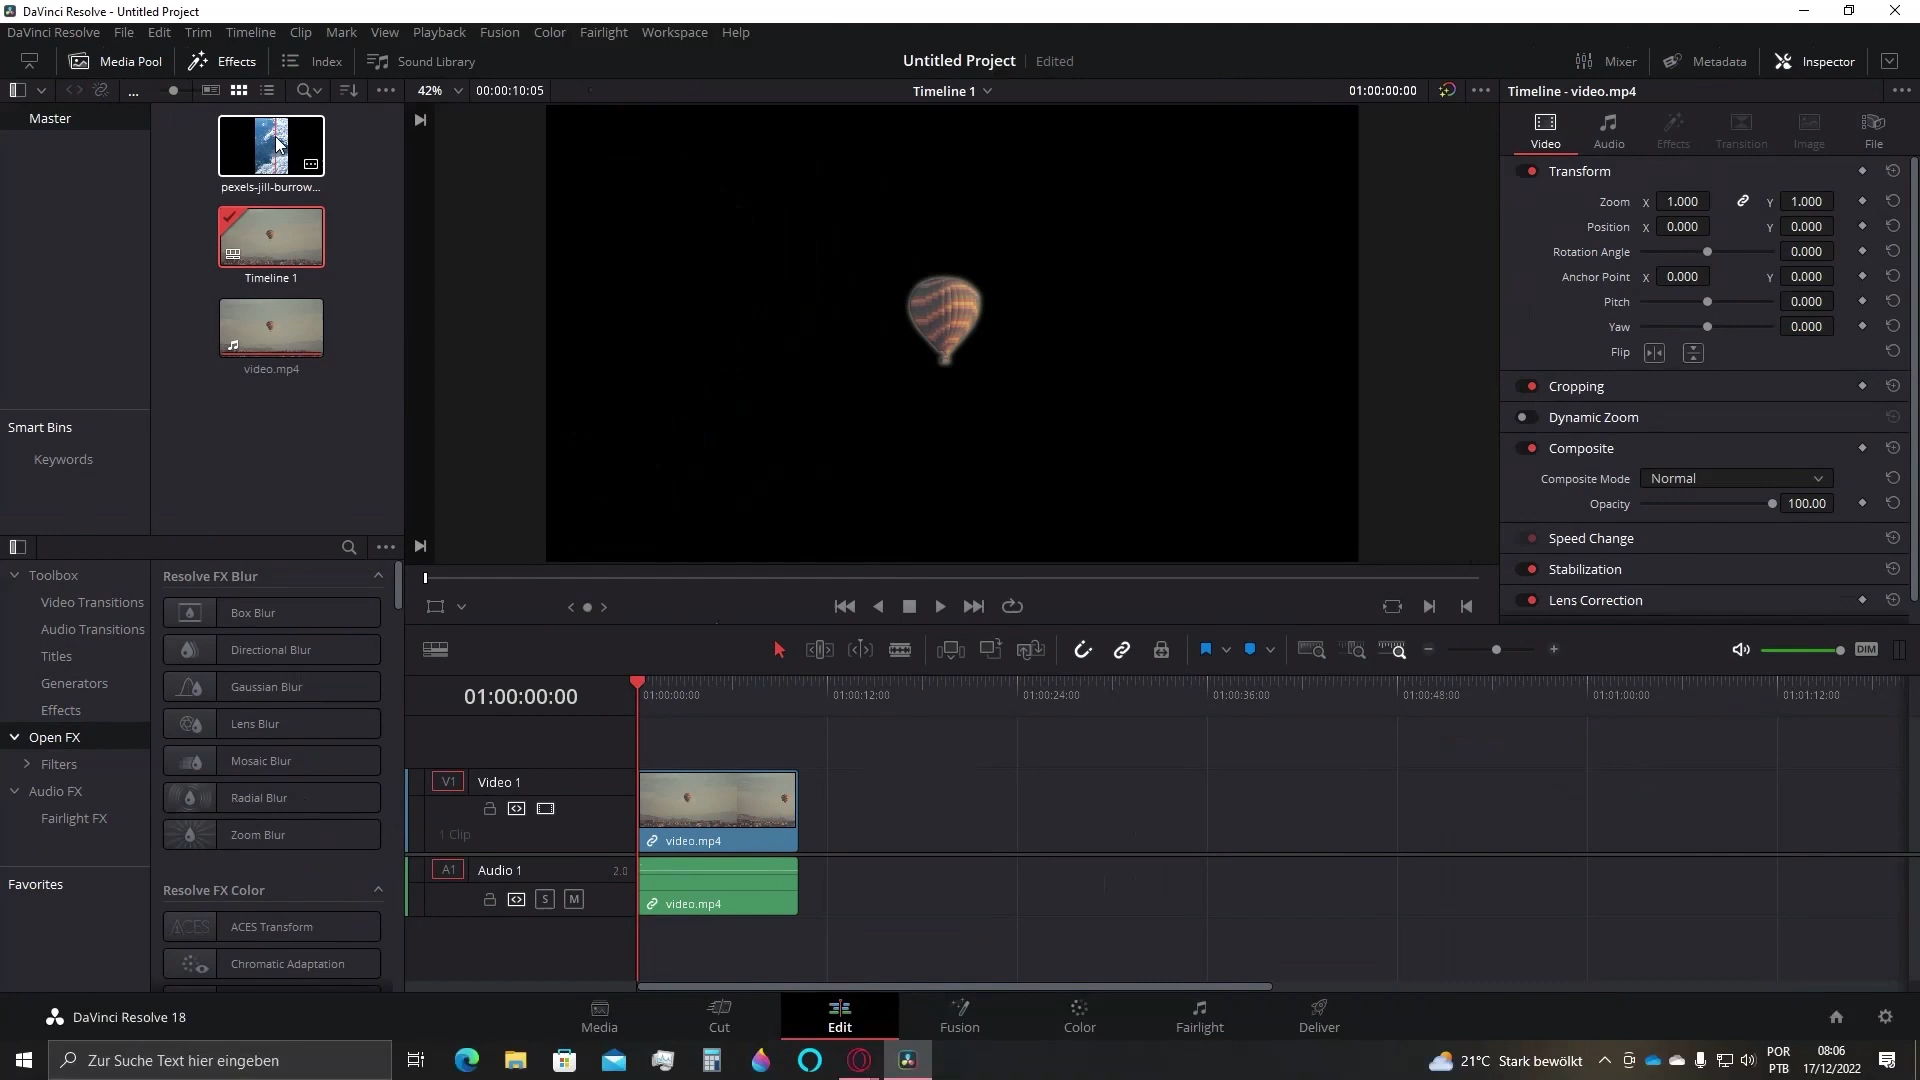 DaVinci Resolve - Untitled Project
DaVinci Resolve File Edit Trim Timeline Clip Mark View Playback Fusion Color Fairlight Workspace Help
Media Pool Effects Index Sound Library Untitled Project Edited Mixer Metadata Inspector
... 42% 00:00:10:05 Timeline 1 01:00:00:00 Timeline - video.mp4
Master
pexels-jill-burrow...
Timeline 1
video.mp4
Smart Bins
Keywords
Video Audio Effects Transition Image File
Transform
Zoom X 1.000 Y 1.000
Position X 0.000 Y 0.000
Rotation Angle 0.000
Anchor Point X 0.000 Y 0.000
Pitch 0.000
Yaw 0.000
Flip
Cropping
Dynamic Zoom
Composite
Composite Mode Normal
Opacity 100.00
Speed Change
Stabilization
Lens Correction
Toolbox
Video Transitions
Audio Transitions
Titles
Generators
Effects
Open FX
Filters
Audio FX
Fairlight FX
Favorites
Resolve FX Blur
Box Blur
Directional Blur
Gaussian Blur
Lens Blur
Mosaic Blur
Radial Blur
Zoom Blur
Resolve FX Color
ACES ACES Transform
Chromatic Adaptation
DIM
01:00:00:00 01:00:00:00 01:00:12:00 01:00:24:00 01:00:36:00 01:00:48:00 01:01:00:00 01:01:12:00
V1 Video 1
1 Clip
video.mp4
A1 Audio 1 2.0
S M
video.mp4
DaVinci Resolve 18
Media Cut Edit Fusion Color Fairlight Deliver
Zur Suche Text hier eingeben
21°C Stark bewölkt
POR
PTB
08:06
17/12/2022